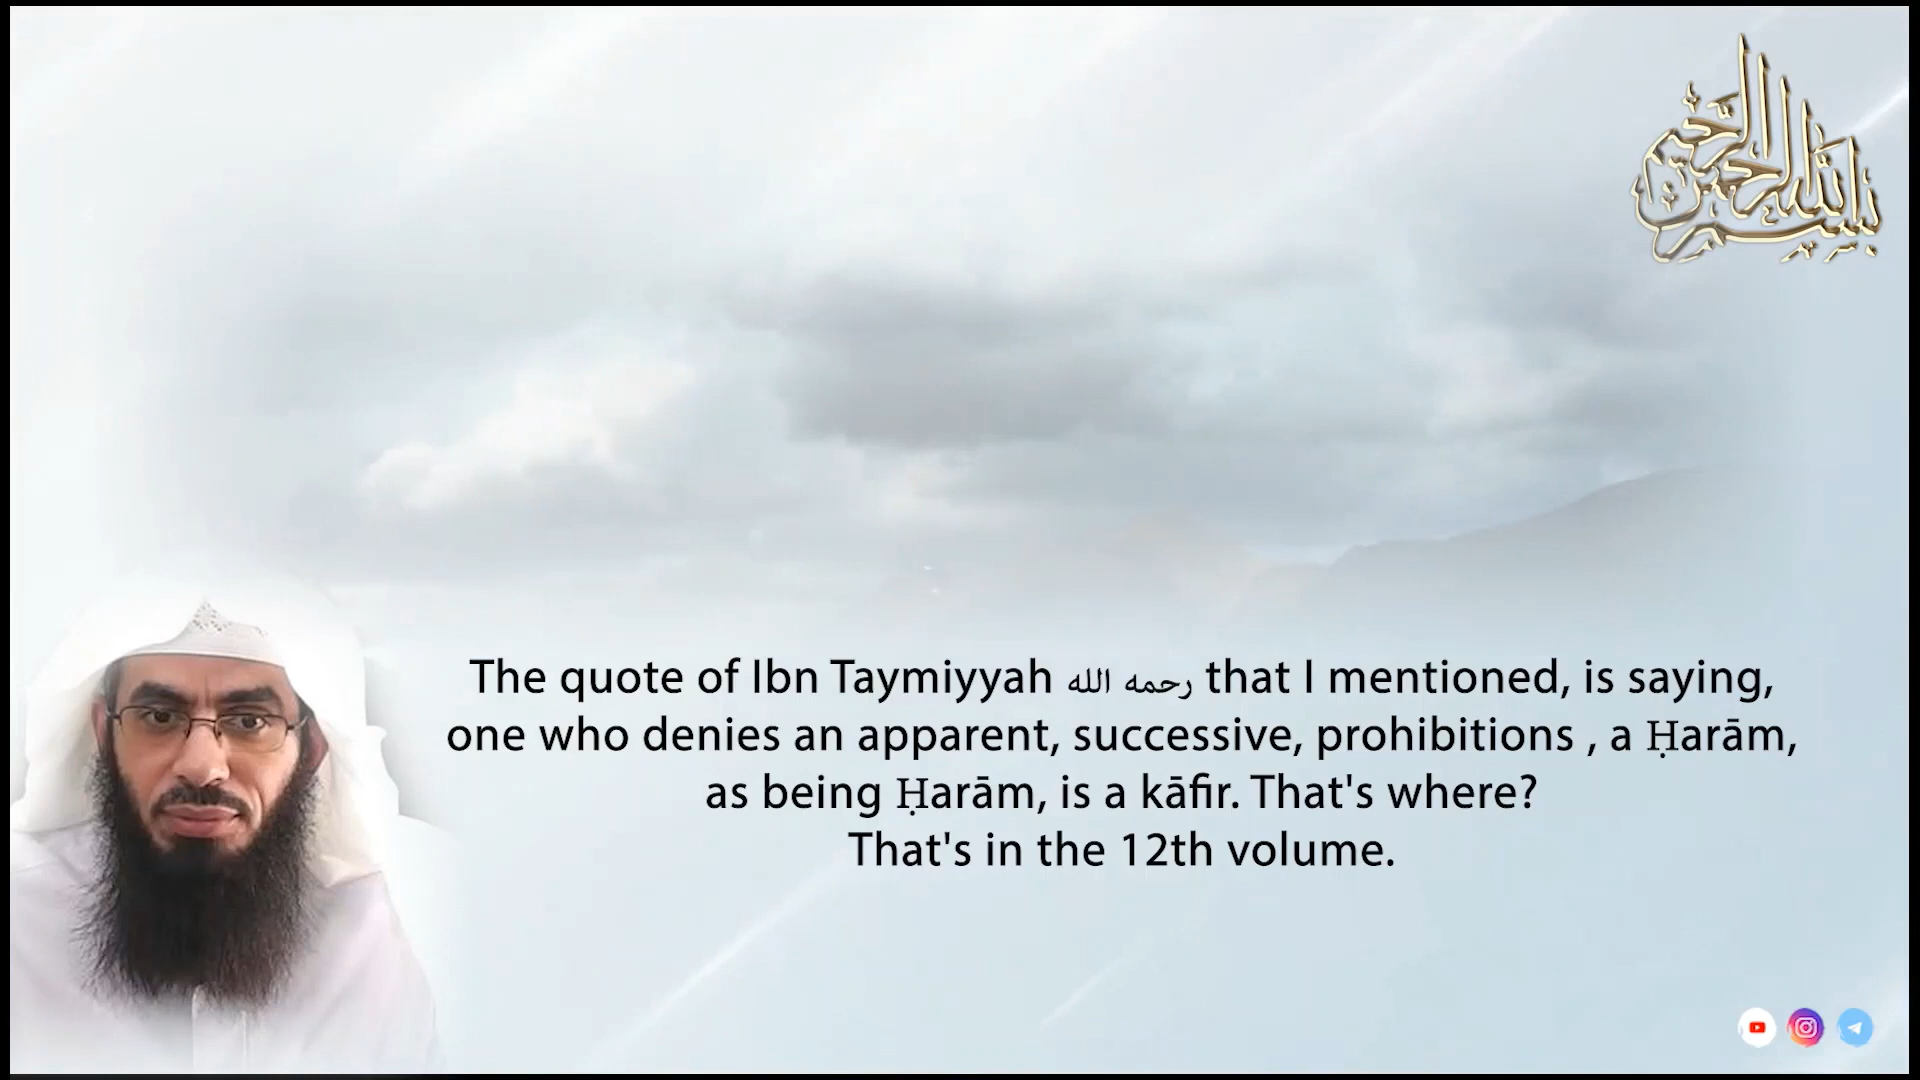 بسم الله الرحمن الرحيم
The quote of Ibn Taymiyyah رحمه الله that I mentioned, is saying,
one who denies an apparent, successive, prohibitions , a Ḥarām,
as being Ḥarām, is a kāfir. That's where?
That's in the 12th volume.